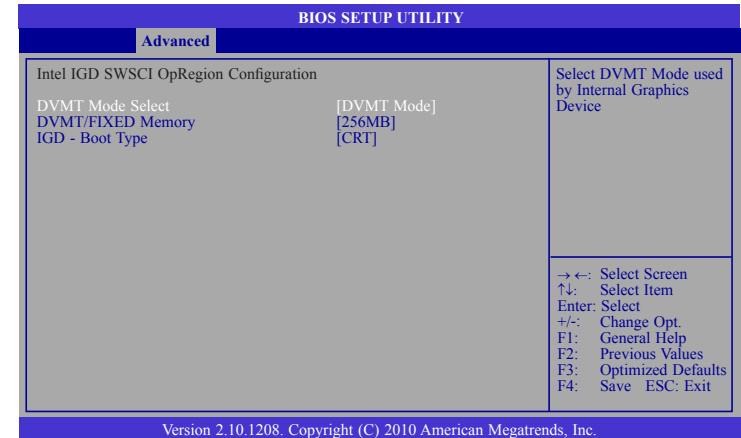 BIOS SETUP UTILITY
Advanced
Intel IGD SWSCI OpRegion Configuration
DVMT Mode Select [DVMT Mode]
DVMT/FIXED Memory [256MB]
IGD - Boot Type [CRT]
Select DVMT Mode used
by Internal Graphics
Device
→←: Select Screen
↑↓: Select Item
Enter: Select
+/-: Change Opt.
F1: General Help
F2: Previous Values
F3: Optimized Defaults
F4: Save ESC: Exit
Version 2.10.1208. Copyright (C) 2010 American Megatrends, Inc.